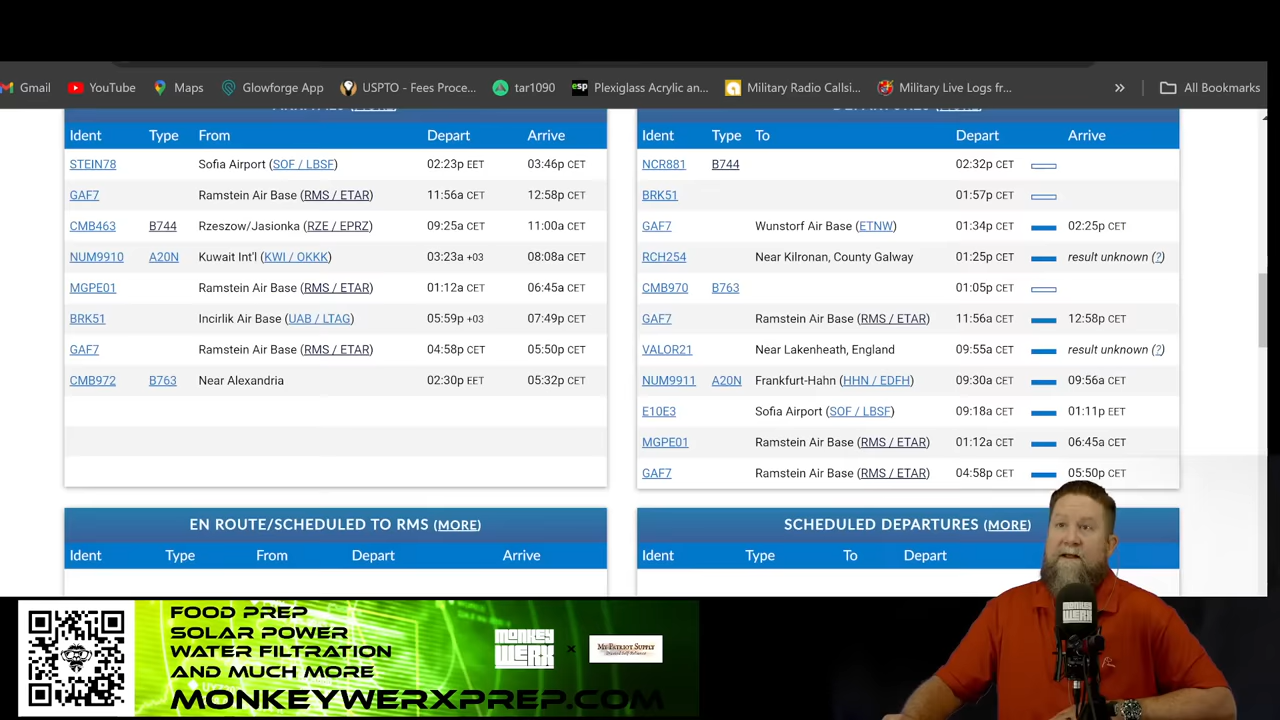 Gmail YouTube Maps Glowforge App USPTO - Fees Proce... tar1090 Plexiglass Acrylic an... Military Radio Callsi... Military Live Logs fr... » All Bookmarks
ARRIVALS (MORE)
Ident Type From Depart Arrive
STEIN78 Sofia Airport (SOF / LBSF) 02:23p EET 03:46p CET
GAF7 Ramstein Air Base (RMS / ETAR) 11:56a CET 12:58p CET
CMB463 B744 Rzeszow/Jasionka (RZE / EPRZ) 09:25a CET 11:00a CET
NUM9910 A20N Kuwait Int'l (KWI / OKKK) 03:23a +03 08:08a CET
MGPE01 Ramstein Air Base (RMS / ETAR) 01:12a CET 06:45a CET
BRK51 Incirlik Air Base (UAB / LTAG) 05:59p +03 07:49p CET
GAF7 Ramstein Air Base (RMS / ETAR) 04:58p CET 05:50p CET
CMB972 B763 Near Alexandria 02:30p EET 05:32p CET
DEPARTURES (MORE)
Ident Type To Depart Arrive
NCR881 B744 02:32p CET
BRK51 01:57p CET
GAF7 Wunstorf Air Base (ETNW) 01:34p CET 02:25p CET
RCH254 Near Kilronan, County Galway 01:25p CET result unknown (?)
CMB970 B763 01:05p CET
GAF7 Ramstein Air Base (RMS / ETAR) 11:56a CET 12:58p CET
VALOR21 Near Lakenheath, England 09:55a CET result unknown (?)
NUM9911 A20N Frankfurt-Hahn (HHN / EDFH) 09:30a CET 09:56a CET
E10E3 Sofia Airport (SOF / LBSF) 09:18a CET 01:11p EET
MGPE01 Ramstein Air Base (RMS / ETAR) 01:12a CET 06:45a CET
GAF7 Ramstein Air Base (RMS / ETAR) 04:58p CET 05:50p CET
EN ROUTE/SCHEDULED TO RMS (MORE)
Ident Type From Depart Arrive
SCHEDULED DEPARTURES (MORE)
Ident Type To Depart
FOOD PREP
SOLAR POWER
WATER FILTRATION
AND MUCH MORE
MONKEYWERXPREP.COM
MONKEY
WERX
×
MY PATRIOT SUPPLY
MONKEY
WERX